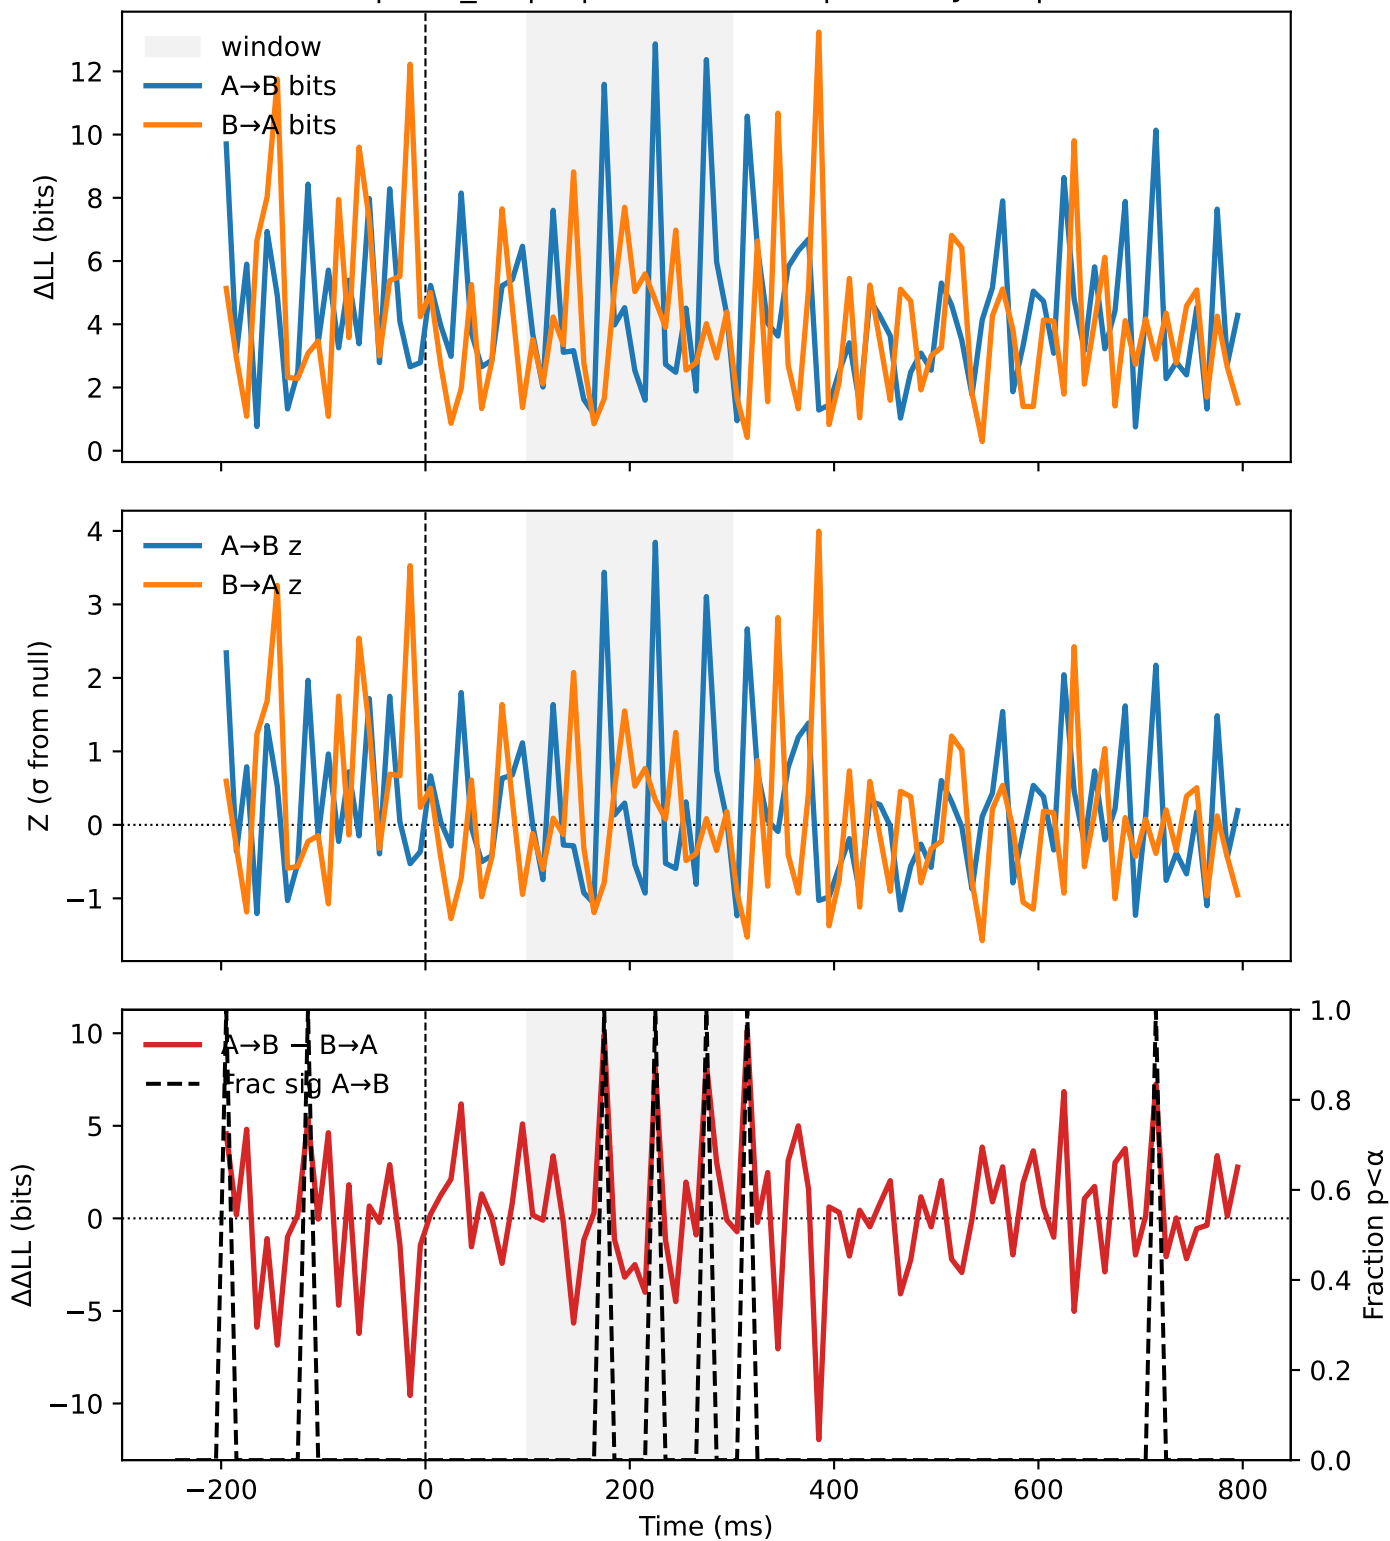 window
A→B bits
B→A bits
ΔLL (bits)
12
10
8
6
4
2
0
A→B z
B→A z
Z (σ from null)
4
3
2
1
0
−1
A→B − B→A
Frac sig A→B
ΔΔLL (bits)
10
5
0
−5
−10
1.0
0.8
0.6
0.4
0.2
0.0
Fraction p<α
−200
0
200
400
600
800
Time (ms)